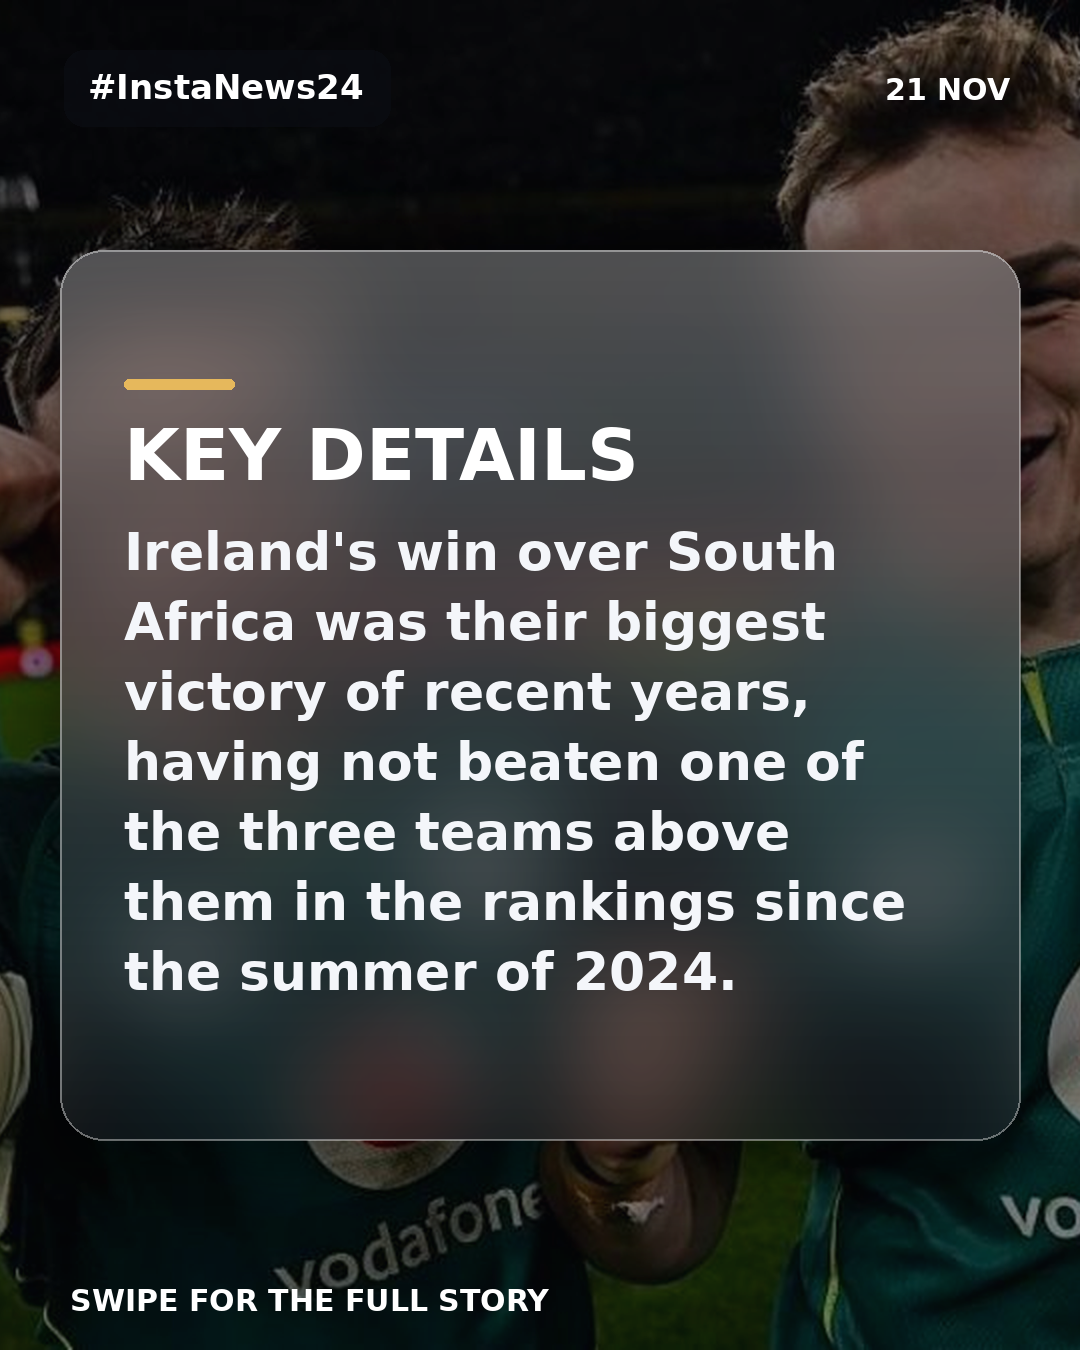 #InstaNews24
21 NOV
KEY DETAILS
Ireland's win over South
Africa was their biggest
victory of recent years,
having not beaten one of
the three teams above
them in the rankings since
the summer of 2024.
vodafone
vo
SWIPE FOR THE FULL STORY